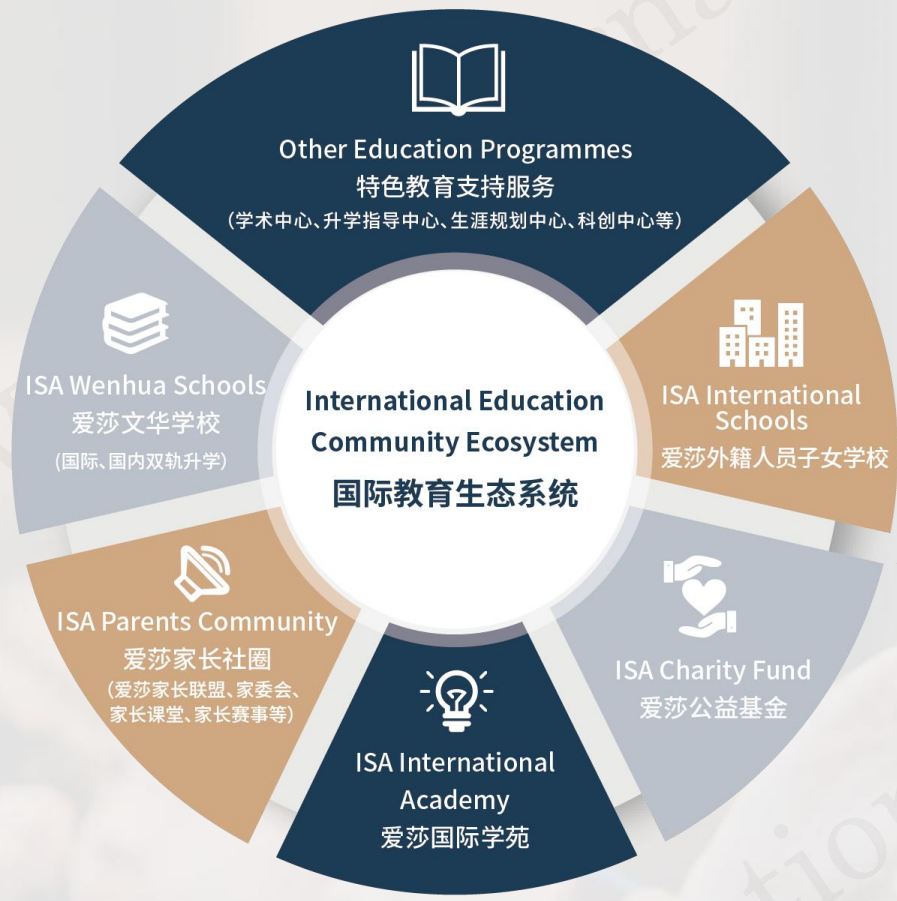 Other Education Programmes
特色教育支持服务
(学术中心、升学指导中心、生涯规划中心、科创中心等)
ISA Wenhua Schools
爱莎文华学校
(国际、国内双轨升学)
International Education
Community Ecosystem
国际教育生态系统
ISA International
Schools
爱莎外籍人员子女学校
ISA Parents Community
爱莎家长社圈
(爱莎家长联盟、家委会、
家长课堂、家长赛事等)
ISA International
Academy
爱莎国际学苑
ISA Charity Fund
爱莎公益基金